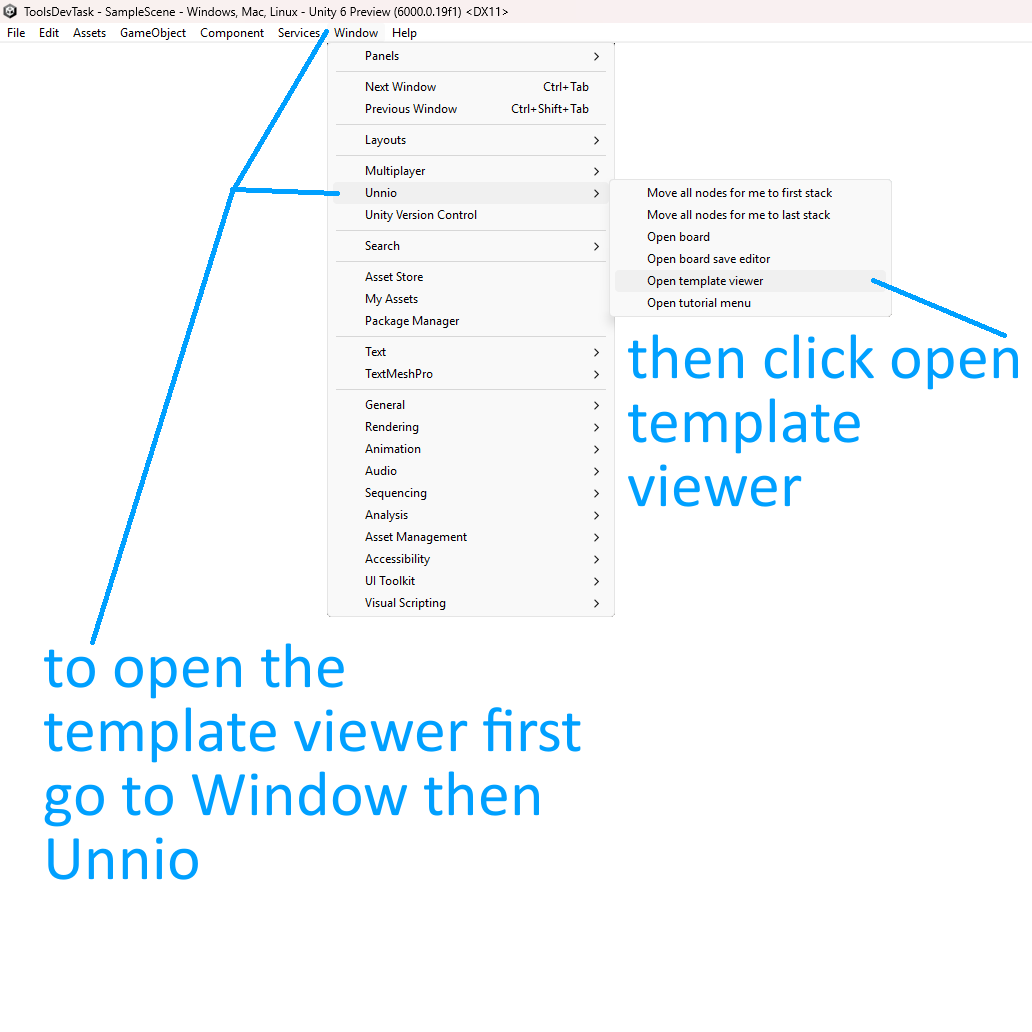 ToolsDevTask - SampleScene - Windows, Mac, Linux - Unity 6 Preview (6000.0.19f1) <DX11>
File Edit Assets GameObject Component Services Window Help
Panels
Next Window Ctrl+Tab
Previous Window Ctrl+Shift+Tab
Layouts
Multiplayer
Unnio
Unity Version Control
Search
Asset Store
My Assets
Package Manager
Text
TextMeshPro
General
Rendering
Animation
Audio
Sequencing
Analysis
Asset Management
Accessibility
UI Toolkit
Visual Scripting
Move all nodes for me to first stack
Move all nodes for me to last stack
Open board
Open board save editor
Open template viewer
Open tutorial menu
then click open
template
viewer
to open the
template viewer first
go to Window then
Unnio